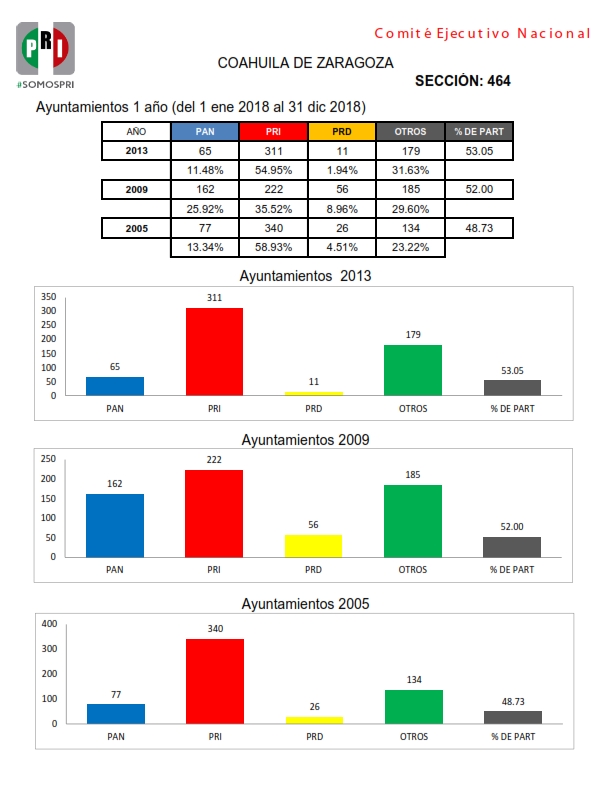 PRI
#SOMOSPRI
Comité Ejecutivo Nacional
COAHUILA DE ZARAGOZA
SECCIÓN: 464
Ayuntamientos 1 año (del 1 ene 2018 al 31 dic 2018)
AÑO PAN PRI PRD OTROS % DE PART
2013 65 311 11 179 53.05
11.48% 54.95% 1.94% 31.63%
2009 162 222 56 185 52.00
25.92% 35.52% 8.96% 29.60%
2005 77 340 26 134 48.73
13.34% 58.93% 4.51% 23.22%
Ayuntamientos 2013
350
300
250
200
150
100
50
0
65 311 11 179 53.05
PAN PRI PRD OTROS % DE PART
Ayuntamientos 2009
250
200
150
100
50
0
162 222 56 185 52.00
PAN PRI PRD OTROS % DE PART
Ayuntamientos 2005
400
300
200
100
0
77 340 26 134 48.73
PAN PRI PRD OTROS % DE PART